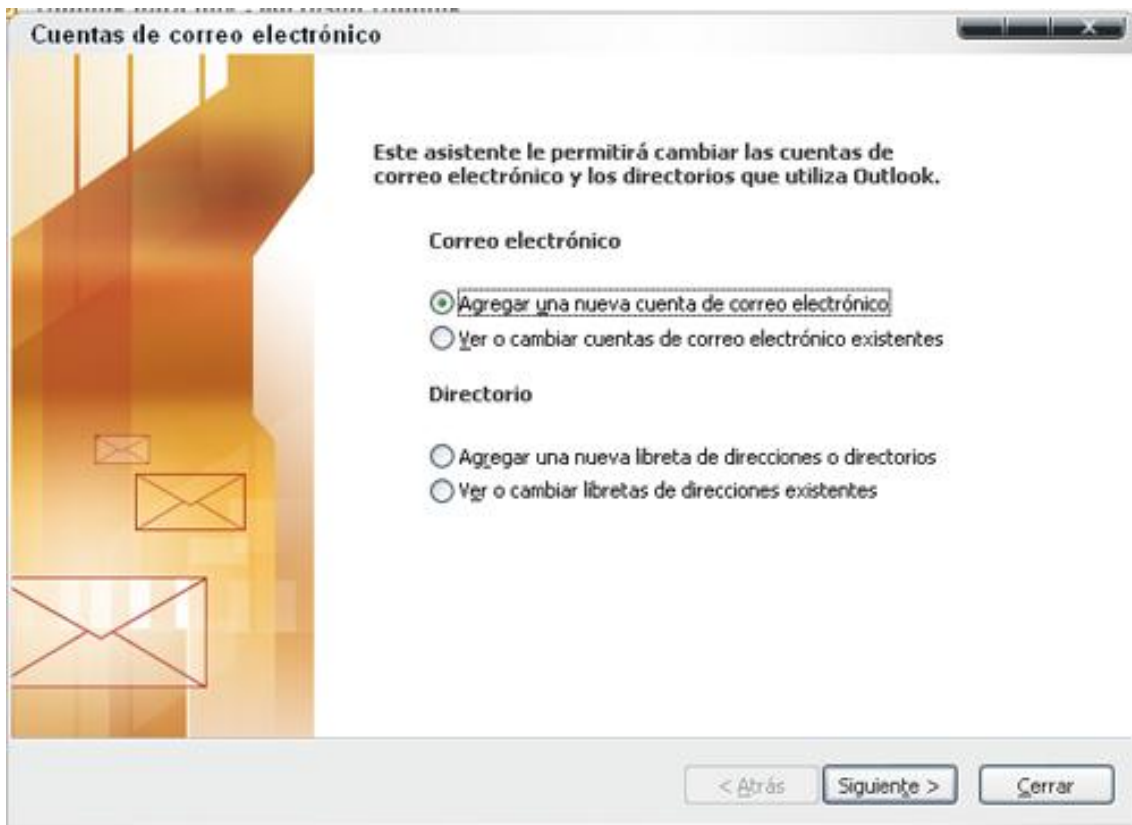 Cuentas de correo electrónico
Este asistente le permitirá cambiar las cuentas de
correo electrónico y los directorios que utiliza Outlook.
Correo electrónico
Agregar una nueva cuenta de correo electrónico
Ver o cambiar cuentas de correo electrónico existentes
Directorio
Agregar una nueva libreta de direcciones o directorios
Ver o cambiar libretas de direcciones existentes
< Atrás Siguiente > Cerrar